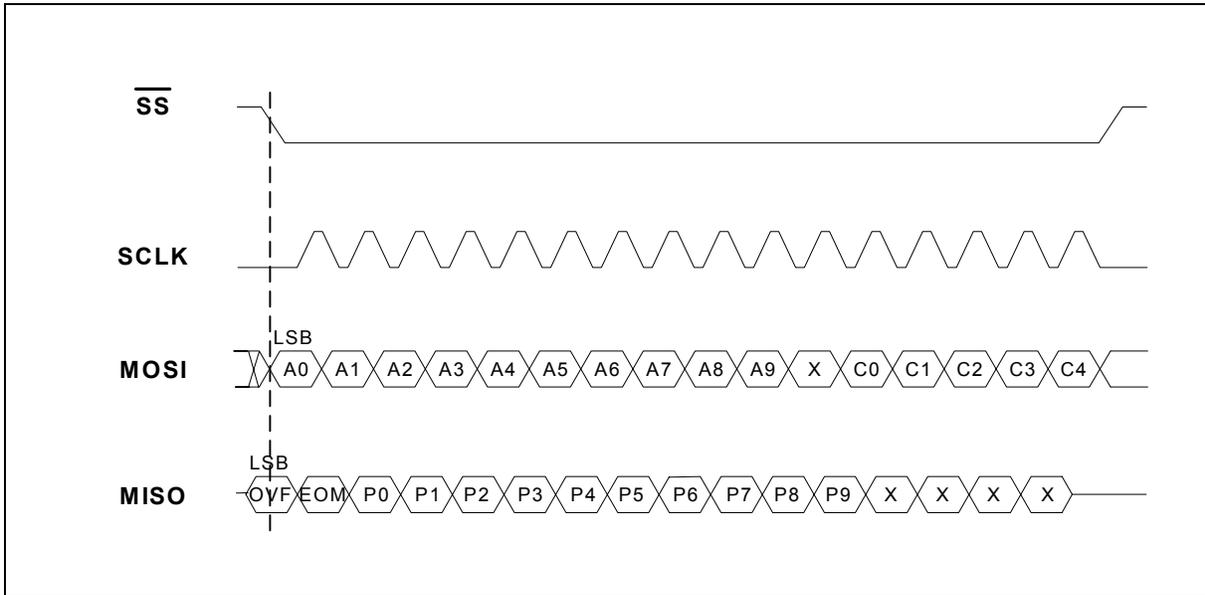 SS
SCLK
LSB
MOSI A0 A1 A2 A3 A4 A5 A6 A7 A8 A9 X C0 C1 C2 C3 C4
LSB
MISO OVF EOM P0 P1 P2 P3 P4 P5 P6 P7 P8 P9 X X X X